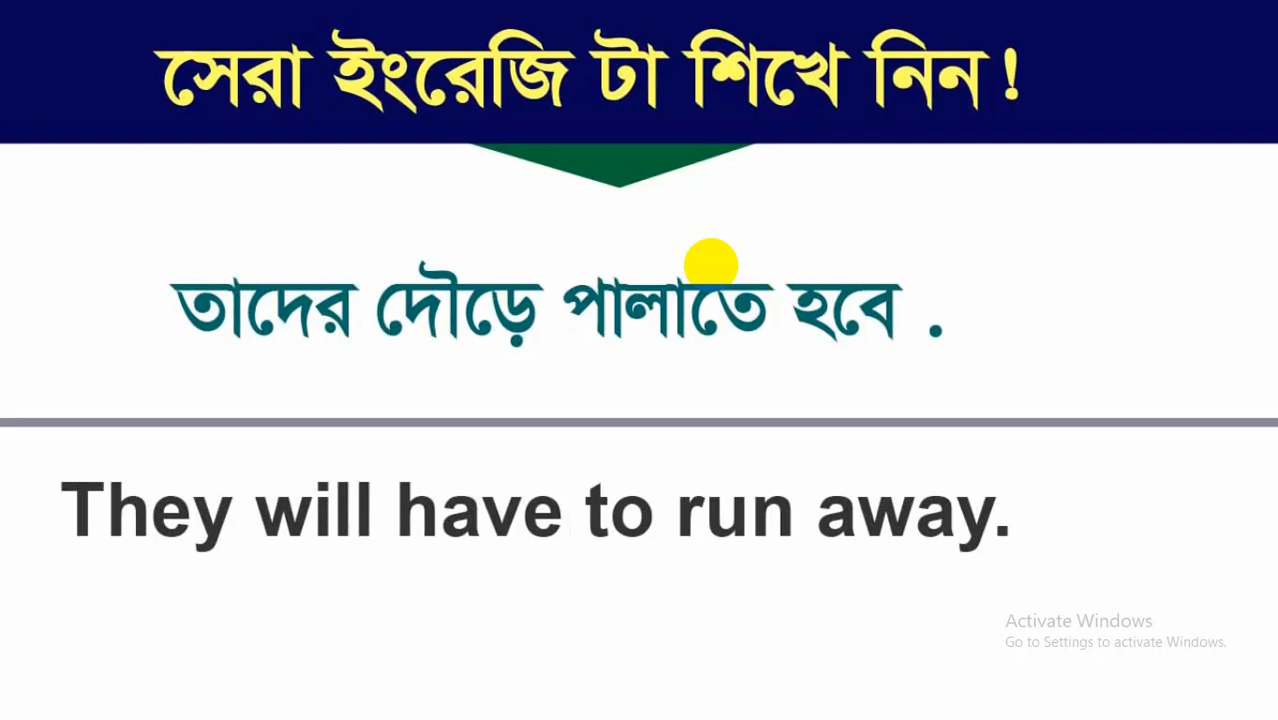 সেরা ইংরেজি টা শিখে নিন!
তাদের দৌড়ে পালাতে হবে .
They will have to run away.
Activate Windows
Go to Settings to activate Windows.